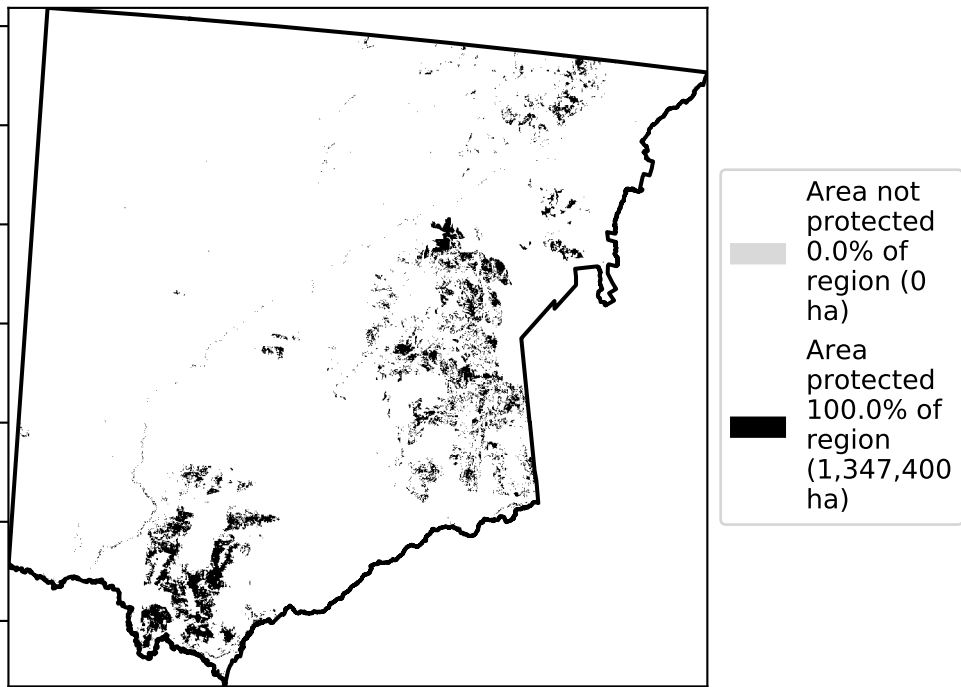 Area not
protected
0.0% of
region (0
ha)
Area
protected
100.0% of
region
(1,347,400
ha)